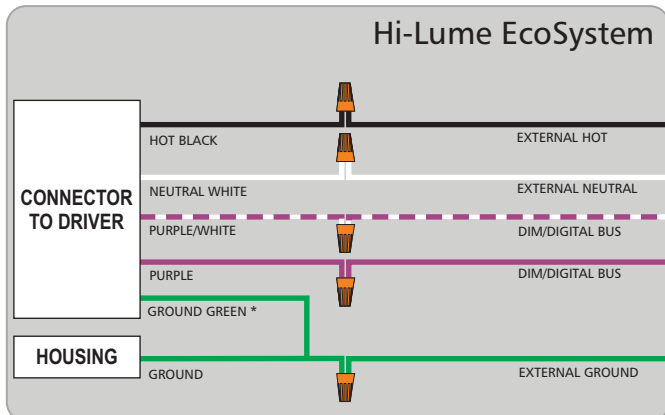 Hi-Lume EcoSystem
HOT BLACK EXTERNAL HOT
CONNECTOR
TO DRIVER
NEUTRAL WHITE EXTERNAL NEUTRAL
PURPLE/WHITE DIM/DIGITAL BUS
PURPLE DIM/DIGITAL BUS
GROUND GREEN *
HOUSING
GROUND EXTERNAL GROUND